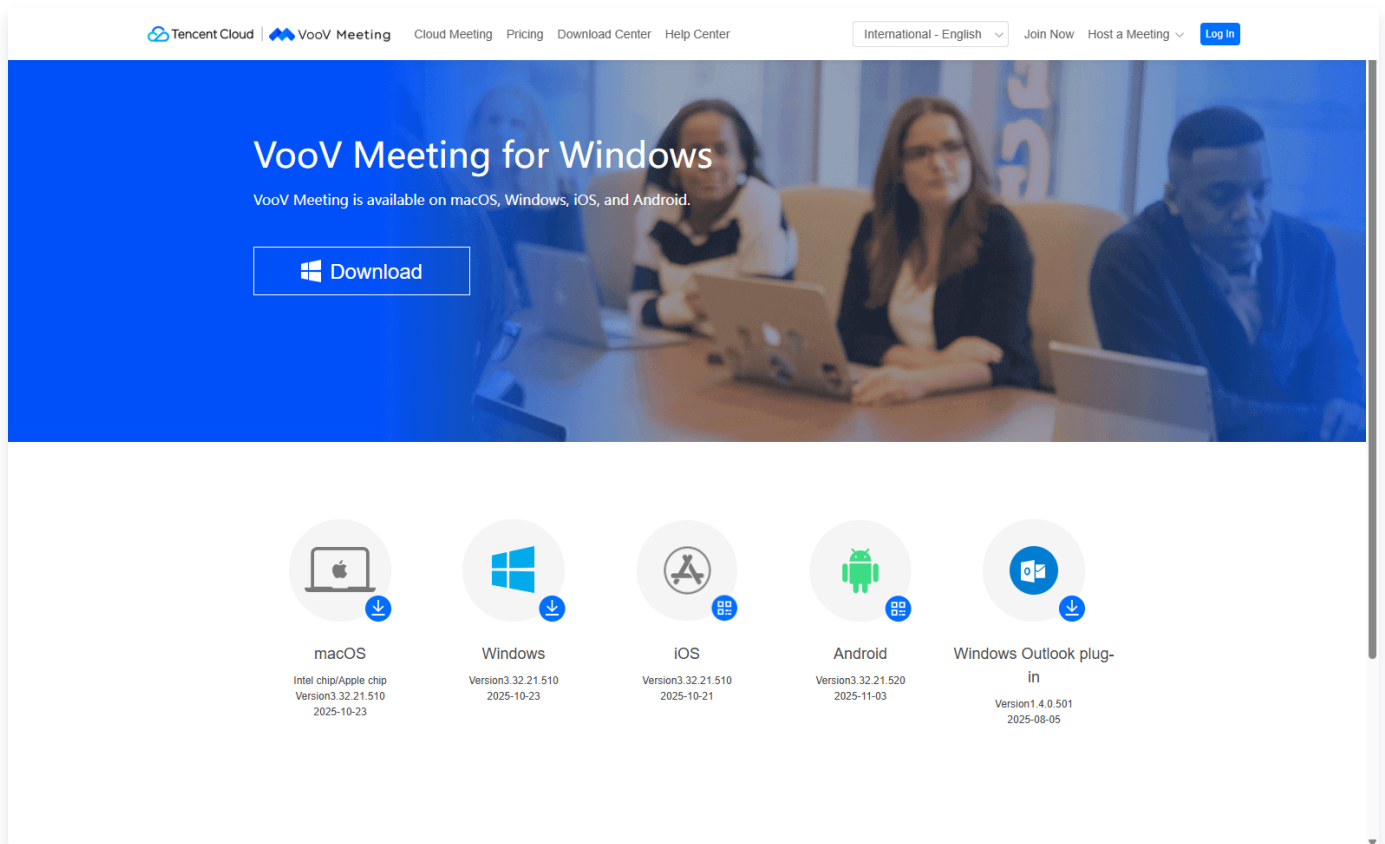 Tencent Cloud | VooV Meeting Cloud Meeting Pricing Download Center Help Center International - English Join Now Host a Meeting Log In
VooV Meeting for Windows
VooV Meeting is available on macOS, Windows, iOS, and Android.
Download
macOS
Intel chip/Apple chip
Version3.32.21.510
2025-10-23
Windows
Version3.32.21.510
2025-10-23
iOS
Version3.32.21.510
2025-10-21
Android
Version3.32.21.520
2025-11-03
Windows Outlook plug-
in
Version1.4.0.501
2025-08-05